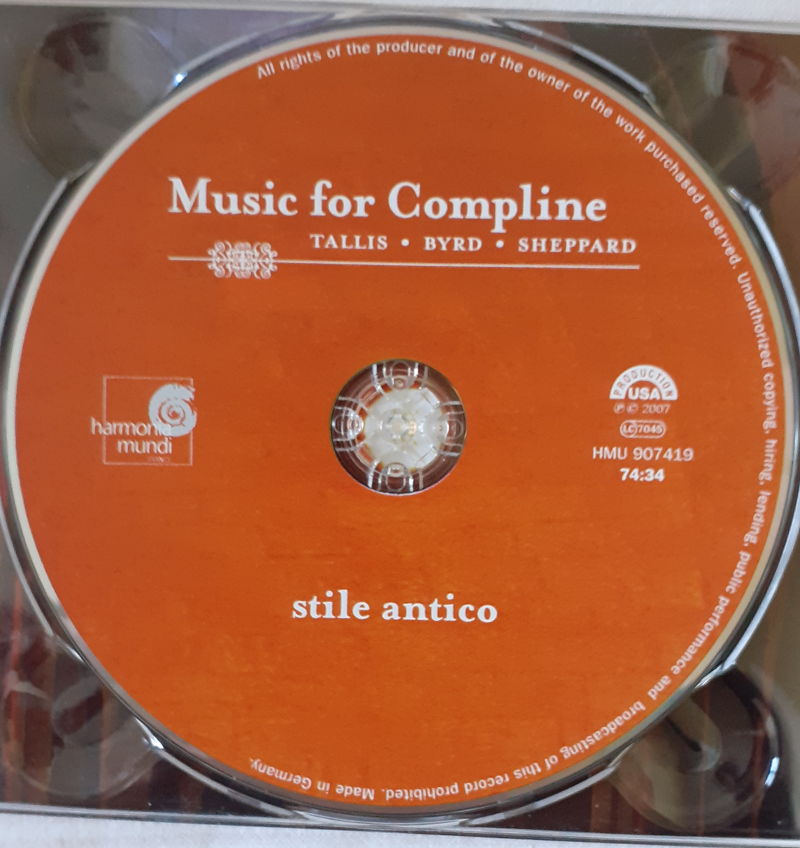 All rights of the producer and of the owner of the work purchased reserved. Unauthorized copying, hiring, lending, public performance and broadcasting of this record prohibited. Made in Germany.
Music for Compline
TALLIS • BYRD • SHEPPARD
harmonia
mundi
PRODUCTION
USA
℗ © 2007
LC 7045
HMU 907419
74:34
stile antico